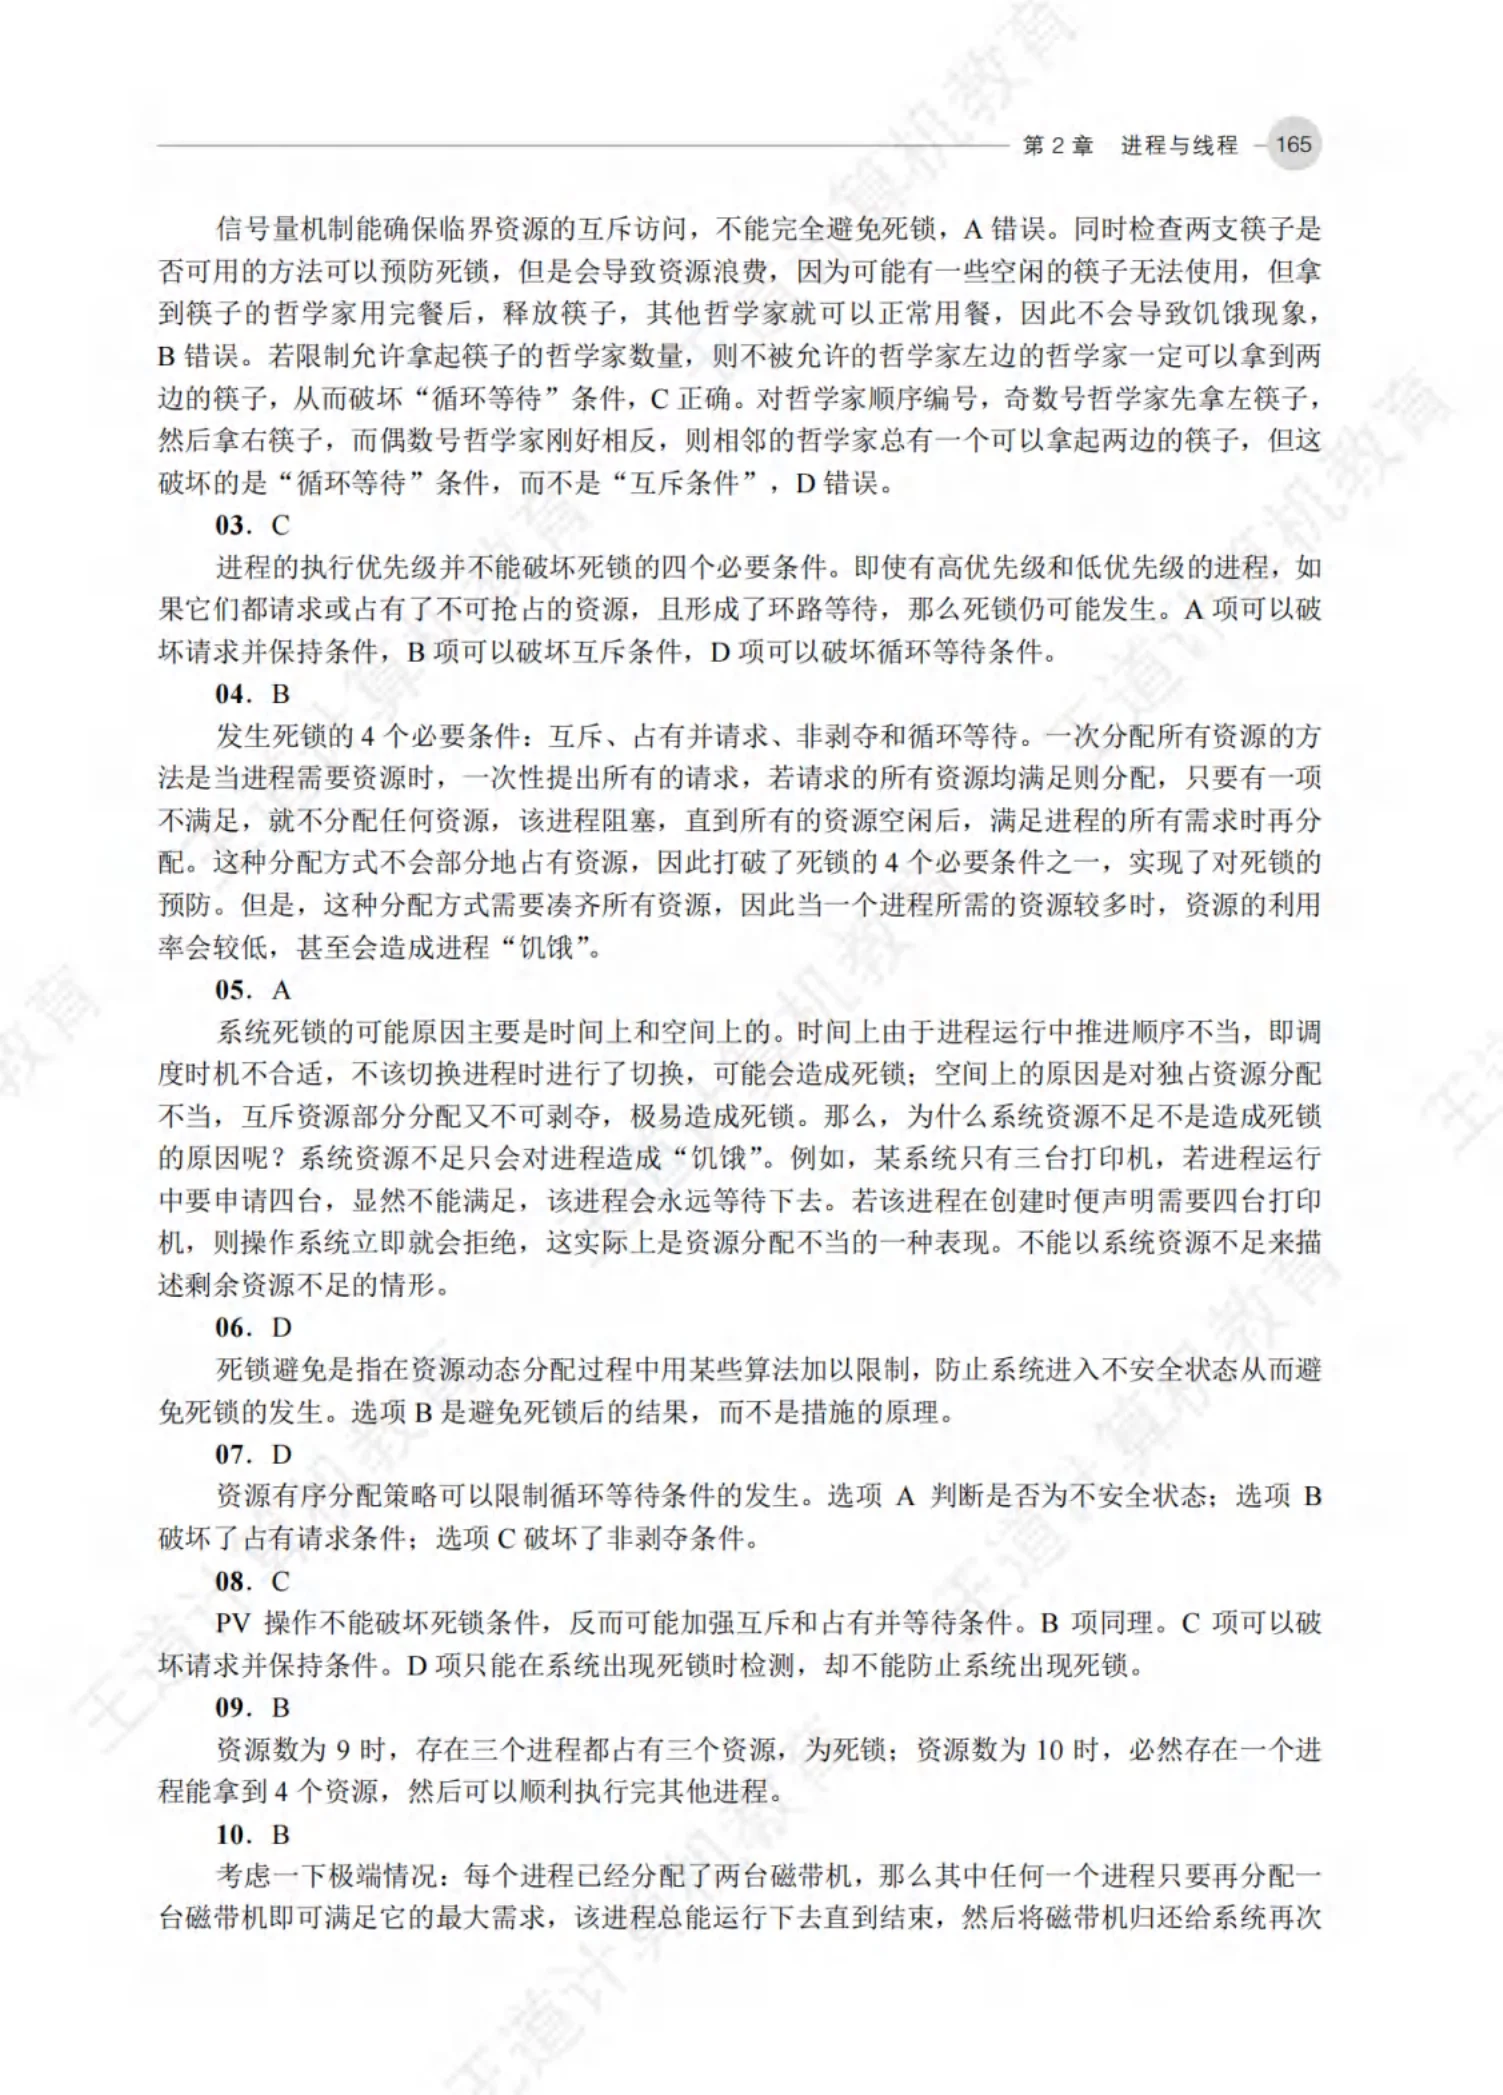 第 2 章 进程与线程 165
信号量机制能确保临界资源的互斥访问，不能完全避免死锁，A 错误。同时检查两支筷子是
否可用的方法可以预防死锁，但是会导致资源浪费，因为可能有一些空闲的筷子无法使用，但拿
到筷子的哲学家用完餐后，释放筷子，其他哲学家就可以正常用餐，因此不会导致饥饿现象，
B 错误。若限制允许拿起筷子的哲学家数量，则不被允许的哲学家左边的哲学家一定可以拿到两
边的筷子，从而破坏“循环等待”条件，C 正确。对哲学家顺序编号，奇数号哲学家先拿左筷子，
然后拿右筷子，而偶数号哲学家刚好相反，则相邻的哲学家总有一个可以拿起两边的筷子，但这
破坏的是“循环等待”条件，而不是“互斥条件”，D 错误。
03. C
进程的执行优先级并不能破坏死锁的四个必要条件。即使有高优先级和低优先级的进程，如
果它们都请求或占有了不可抢占的资源，且形成了环路等待，那么死锁仍可能发生。A 项可以破
坏请求并保持条件，B 项可以破坏互斥条件，D 项可以破坏循环等待条件。
04. B
发生死锁的 4 个必要条件：互斥、占有并请求、非剥夺和循环等待。一次分配所有资源的方
法是当进程需要资源时，一次性提出所有的请求，若请求的所有资源均满足则分配，只要有一项
不满足，就不分配任何资源，该进程阻塞，直到所有的资源空闲后，满足进程的所有需求时再分
配。这种分配方式不会部分地占有资源，因此打破了死锁的 4 个必要条件之一，实现了对死锁的
预防。但是，这种分配方式需要凑齐所有资源，因此当一个进程所需的资源较多时，资源的利用
率会较低，甚至会造成进程“饥饿”。
05. A
系统死锁的可能原因主要是时间上和空间上的。时间上由于进程运行中推进顺序不当，即调
度时机不合适，不该切换进程时进行了切换，可能会造成死锁；空间上的原因是对独占资源分配
不当，互斥资源部分分配又不可剥夺，极易造成死锁。那么，为什么系统资源不足不是造成死锁
的原因呢？系统资源不足只会对进程造成“饥饿”。例如，某系统只有三台打印机，若进程运行
中要申请四台，显然不能满足，该进程会永远等待下去。若该进程在创建时便声明需要四台打印
机，则操作系统立即就会拒绝，这实际上是资源分配不当的一种表现。不能以系统资源不足来描
述剩余资源不足的情形。
06. D
死锁避免是指在资源动态分配过程中用某些算法加以限制，防止系统进入不安全状态从而避
免死锁的发生。选项 B 是避免死锁后的结果，而不是措施的原理。
07. D
资源有序分配策略可以限制循环等待条件的发生。选项 A 判断是否为不安全状态；选项 B
破坏了占有请求条件；选项 C 破坏了非剥夺条件。
08. C
PV 操作不能破坏死锁条件，反而可能加强互斥和占有并等待条件。B 项同理。C 项可以破
坏请求并保持条件。D 项只能在系统出现死锁时检测，却不能防止系统出现死锁。
09. B
资源数为 9 时，存在三个进程都占有三个资源，为死锁；资源数为 10 时，必然存在一个进
程能拿到 4 个资源，然后可以顺利执行完其他进程。
10. B
考虑一下极端情况：每个进程已经分配了两台磁带机，那么其中任何一个进程只要再分配一
台磁带机即可满足它的最大需求，该进程总能运行下去直到结束，然后将磁带机归还给系统再次
王道计算机教育